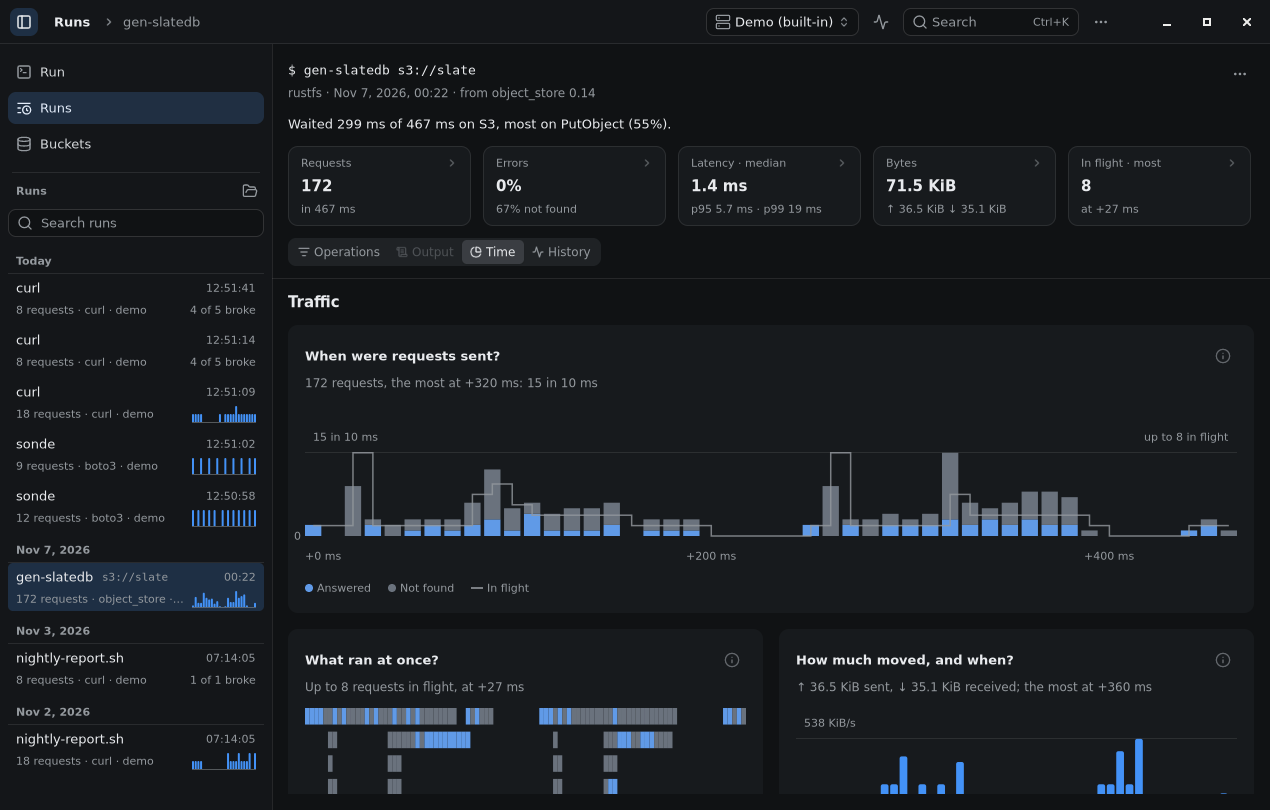 Runs > gen-slatedb
Demo (built-in)
Search Ctrl+K
Run
Runs
Buckets
Runs
Search runs
Today
curl 12:51:41
8 requests · curl · demo 4 of 5 broke
curl 12:51:14
8 requests · curl · demo 4 of 5 broke
curl 12:51:09
18 requests · curl · demo
sonde 12:51:02
9 requests · boto3 · demo
sonde 12:50:58
12 requests · boto3 · demo
Nov 7, 2026
gen-slatedb s3://slate 00:22
172 requests · object_store ·...
Nov 3, 2026
nightly-report.sh 07:14:05
8 requests · curl · demo 1 of 1 broke
Nov 2, 2026
nightly-report.sh 07:14:05
18 requests · curl · demo
$ gen-slatedb s3://slate
rustfs · Nov 7, 2026, 00:22 · from object_store 0.14
Waited 299 ms of 467 ms on S3, most on PutObject (55%).
Requests
172
in 467 ms
Errors
0%
67% not found
Latency · median
1.4 ms
p95 5.7 ms · p99 19 ms
Bytes
71.5 KiB
↑ 36.5 KiB ↓ 35.1 KiB
In flight · most
8
at +27 ms
Operations Output Time History
Traffic
When were requests sent?
172 requests, the most at +320 ms: 15 in 10 ms
15 in 10 ms up to 8 in flight
0
+0 ms +200 ms +400 ms
Answered Not found In flight
What ran at once?
Up to 8 requests in flight, at +27 ms
How much moved, and when?
↑ 36.5 KiB sent, ↓ 35.1 KiB received; the most at +360 ms
538 KiB/s